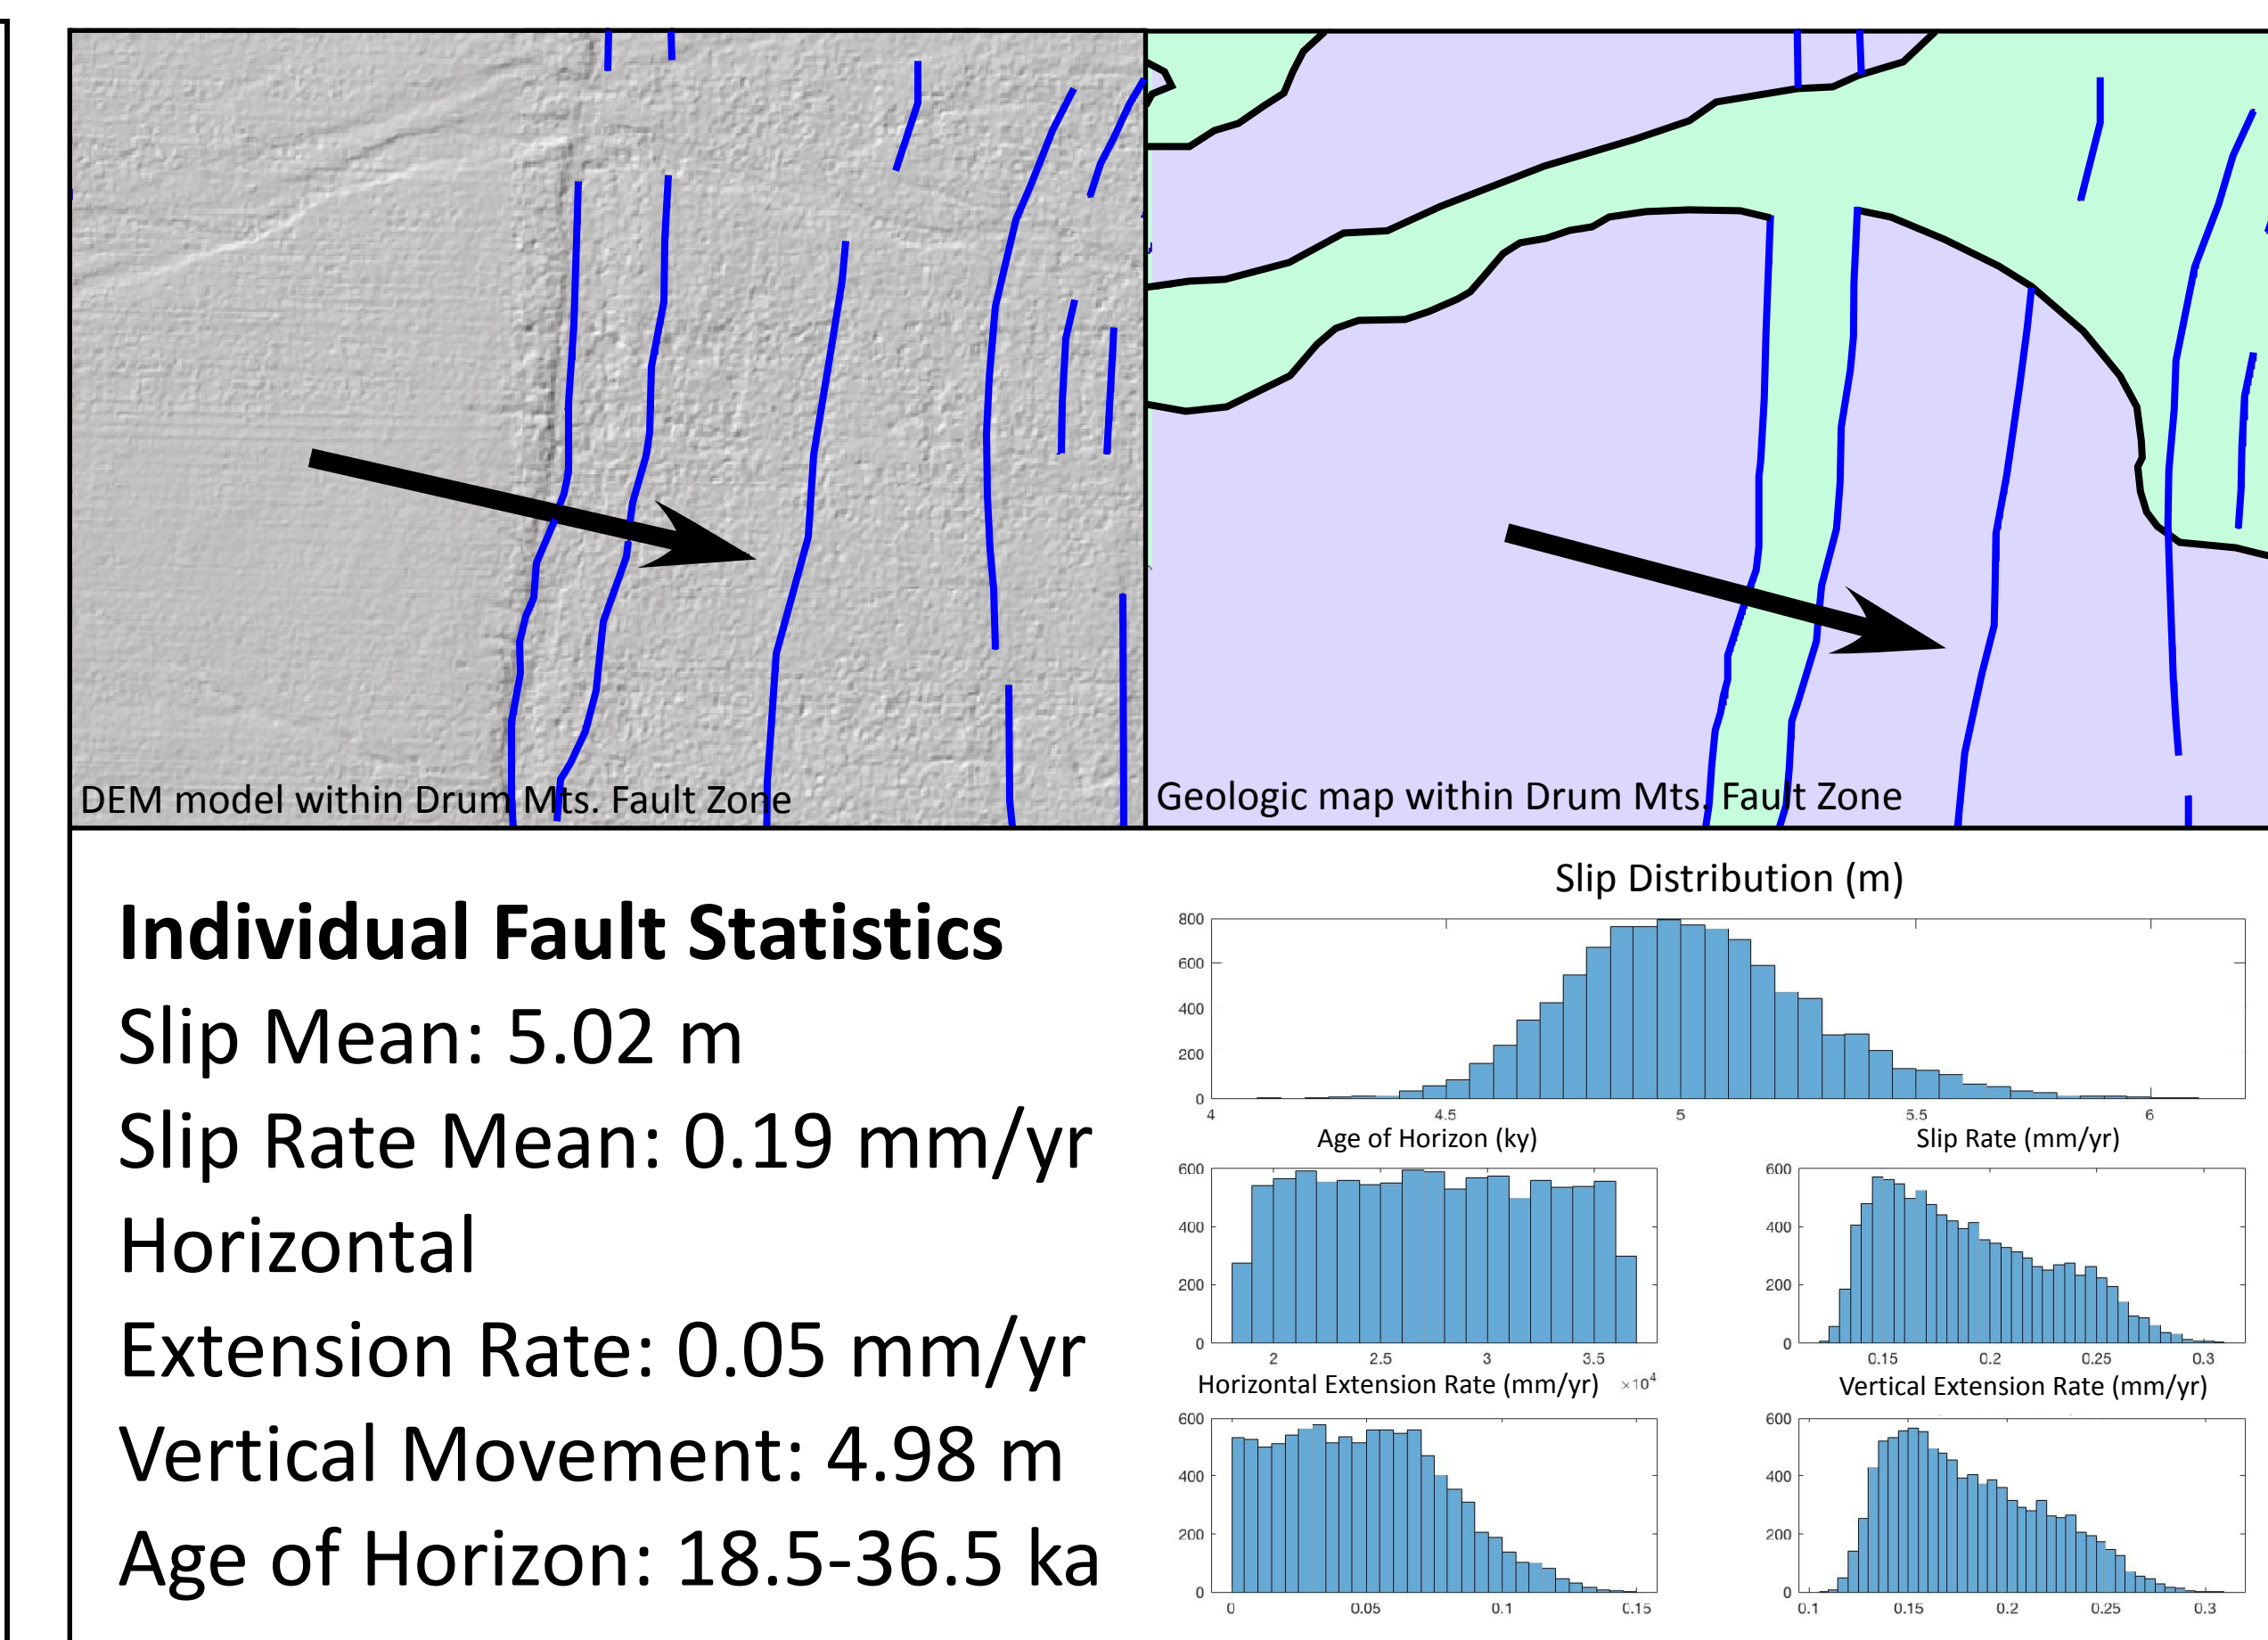 DEM model within Drum Mts. Fault Zone
Geologic map within Drum Mts. Fault Zone
Individual Fault Statistics
Slip Mean: 5.02 m
Slip Rate Mean: 0.19 mm/yr
Horizontal
Extension Rate: 0.05 mm/yr
Vertical Movement: 4.98 m
Age of Horizon: 18.5-36.5 ka
Slip Distribution (m)
800
600
400
200
0
4 4.5 5 5.5 6
Age of Horizon (ky)
600
400
200
0
2 2.5 3 3.5
×10⁴
Slip Rate (mm/yr)
600
400
200
0
0.15 0.2 0.25 0.3
Horizontal Extension Rate (mm/yr)
600
400
200
0
0 0.05 0.1 0.15
Vertical Extension Rate (mm/yr)
600
400
200
0
0.1 0.15 0.2 0.25 0.3